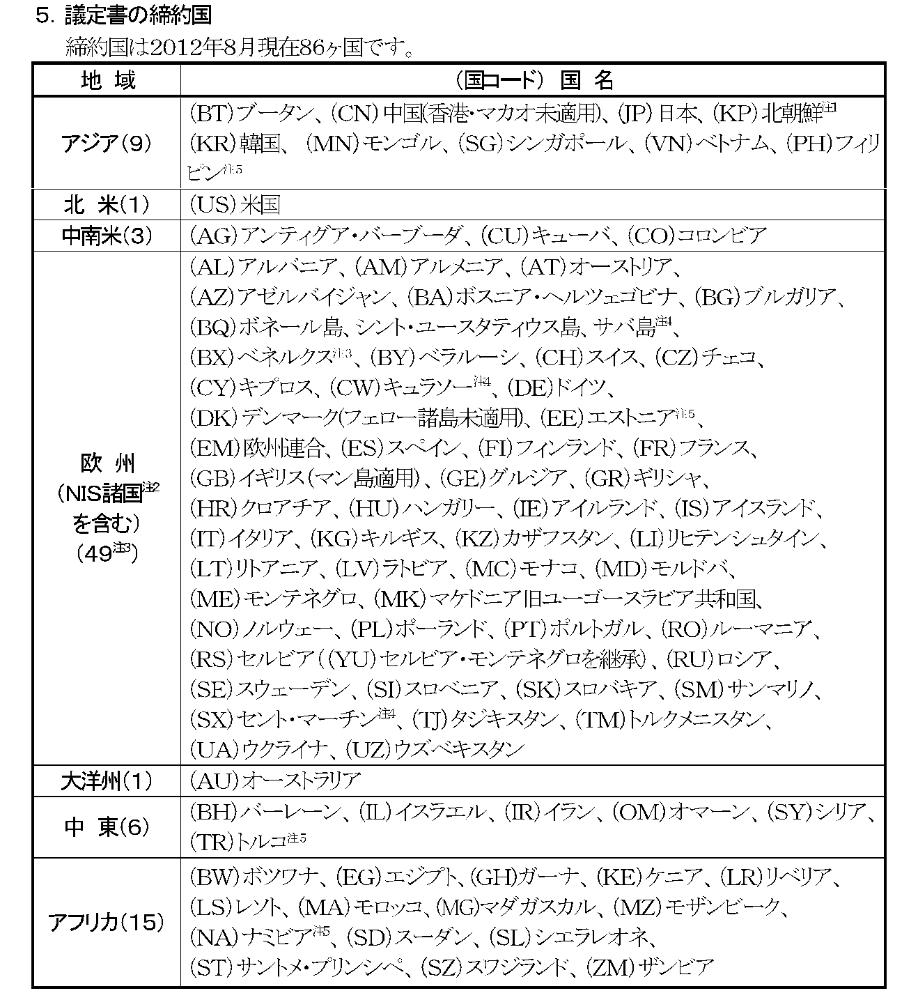 5. 議定書の締約国
締約国は2012年8月現在86ヶ国です。
地 域 (国コード) 国 名
アジア(9)
(BT)ブータン、(CN)中国(香港・マカオ未適用)、(JP)日本、(KP)北朝鮮注1
(KR)韓国、(MN)モンゴル、(SG)シンガポール、(VN)ベトナム、(PH)フィリ
ピン注5
北 米(1)
(US)米国
中南米(3)
(AG)アンティグア・バーブーダ、(CU)キューバ、(CO)コロンビア
欧 州
(NIS諸国注2
を含む)
(49注3)
(AL)アルバニア、(AM)アルメニア、(AT)オーストリア、
(AZ)アゼルバイジャン、(BA)ボスニア・ヘルツェゴビナ、(BG)ブルガリア、
(BQ)ボネール島、シント・ユースタティウス島、サバ島注4、
(BX)ベネルクス注3、(BY)ベラルーシ、(CH)スイス、(CZ)チェコ、
(CY)キプロス、(CW)キュラソー注4、(DE)ドイツ、
(DK)デンマーク(フェロー諸島未適用)、(EE)エストニア注5、
(EM)欧州連合、(ES)スペイン、(FI)フィンランド、(FR)フランス、
(GB)イギリス(マン島適用)、(GE)グルジア、(GR)ギリシャ、
(HR)クロアチア、(HU)ハンガリー、(IE)アイルランド、(IS)アイスランド、
(IT)イタリア、(KG)キルギス、(KZ)カザフスタン、(LI)リヒテンシュタイン、
(LT)リトアニア、(LV)ラトビア、(MC)モナコ、(MD)モルドバ、
(ME)モンテネグロ、(MK)マケドニア旧ユーゴースラビア共和国、
(NO)ノルウェー、(PL)ポーランド、(PT)ポルトガル、(RO)ルーマニア、
(RS)セルビア((YU)セルビア・モンテネグロを継承)、(RU)ロシア、
(SE)スウェーデン、(SI)スロベニア、(SK)スロバキア、(SM)サンマリノ、
(SX)セント・マーチン注4、(TJ)タジキスタン、(TM)トルクメニスタン、
(UA)ウクライナ、(UZ)ウズベキスタン
大洋州(1)
(AU)オーストラリア
中 東(6)
(BH)バーレーン、(IL)イスラエル、(IR)イラン、(OM)オマーン、(SY)シリア、
(TR)トルコ注5
アフリカ(15)
(BW)ボツワナ、(EG)エジプト、(GH)ガーナ、(KE)ケニア、(LR)リベリア、
(LS)レソト、(MA)モロッコ、(MG)マダガスカル、(MZ)モザンビーク、
(NA)ナミビア注5、(SD)スーダン、(SL)シエラレオネ、
(ST)サントメ・プリンシペ、(SZ)スワジランド、(ZM)ザンビア